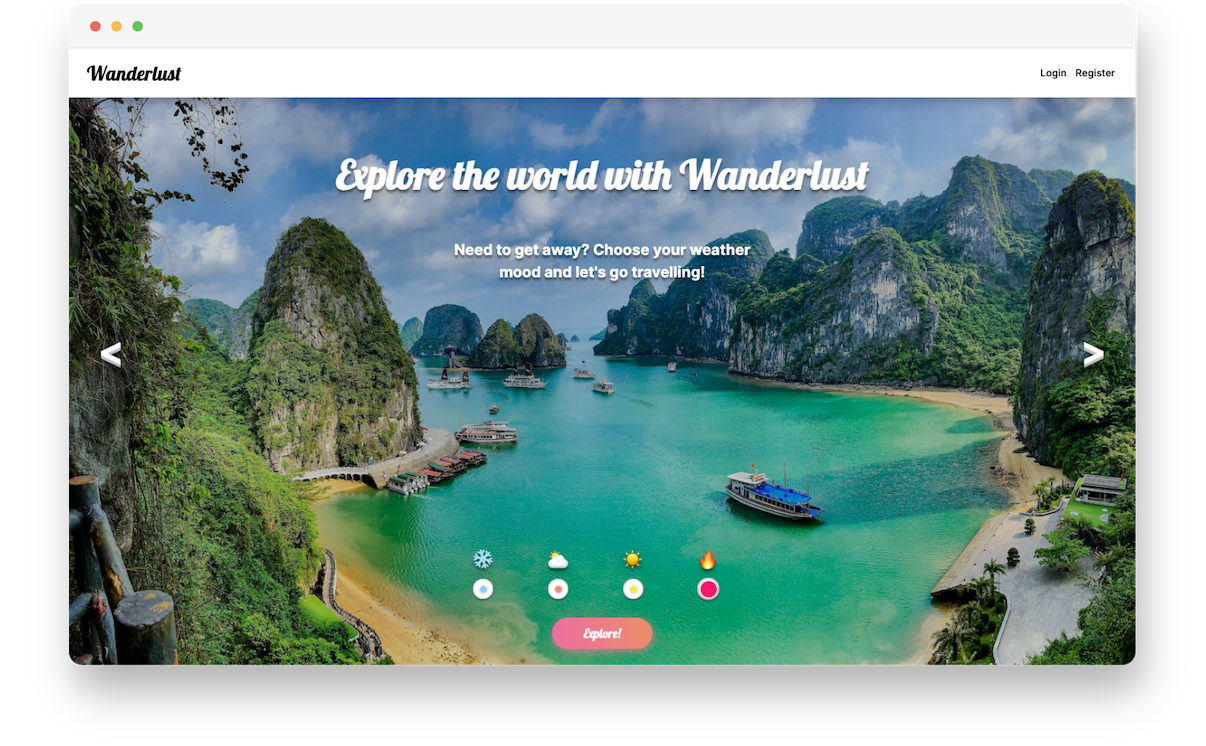 Wanderlust
Login Register
Explore the world with Wanderlust
Need to get away? Choose your weather
mood and let's go travelling!
< >
Explore!